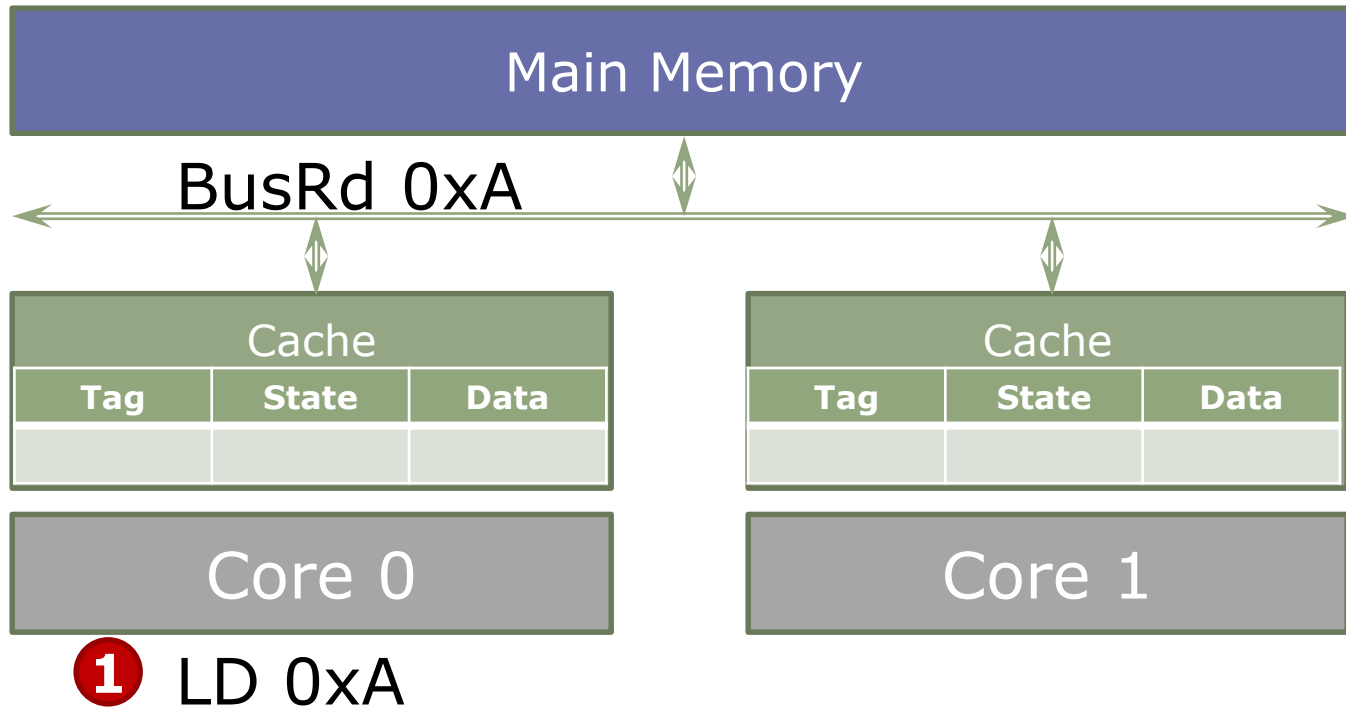 Main Memory
BusRd 0xA
Cache
Tag State Data
Core 0
Cache
Tag State Data
Core 1
1 LD 0xA